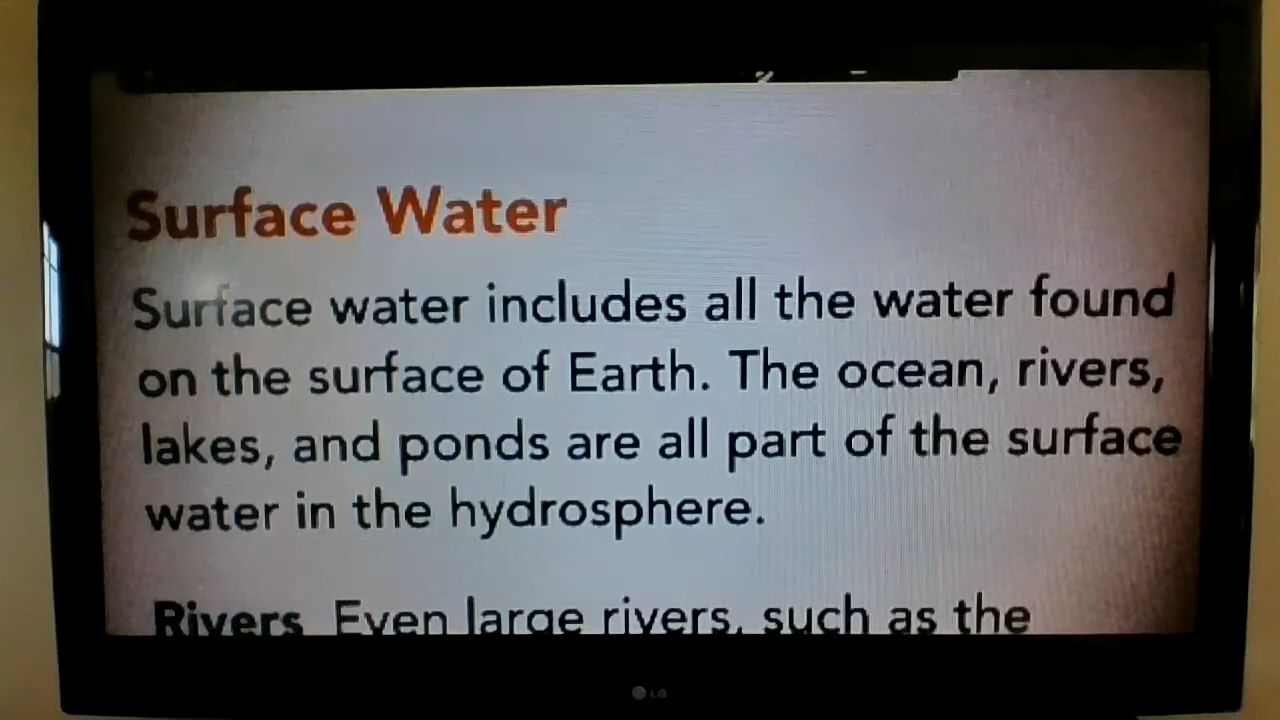 Surface Water
Surface water includes all the water found
on the surface of Earth. The ocean, rivers,
lakes, and ponds are all part of the surface
water in the hydrosphere.
Rivers Even large rivers, such as the
LG